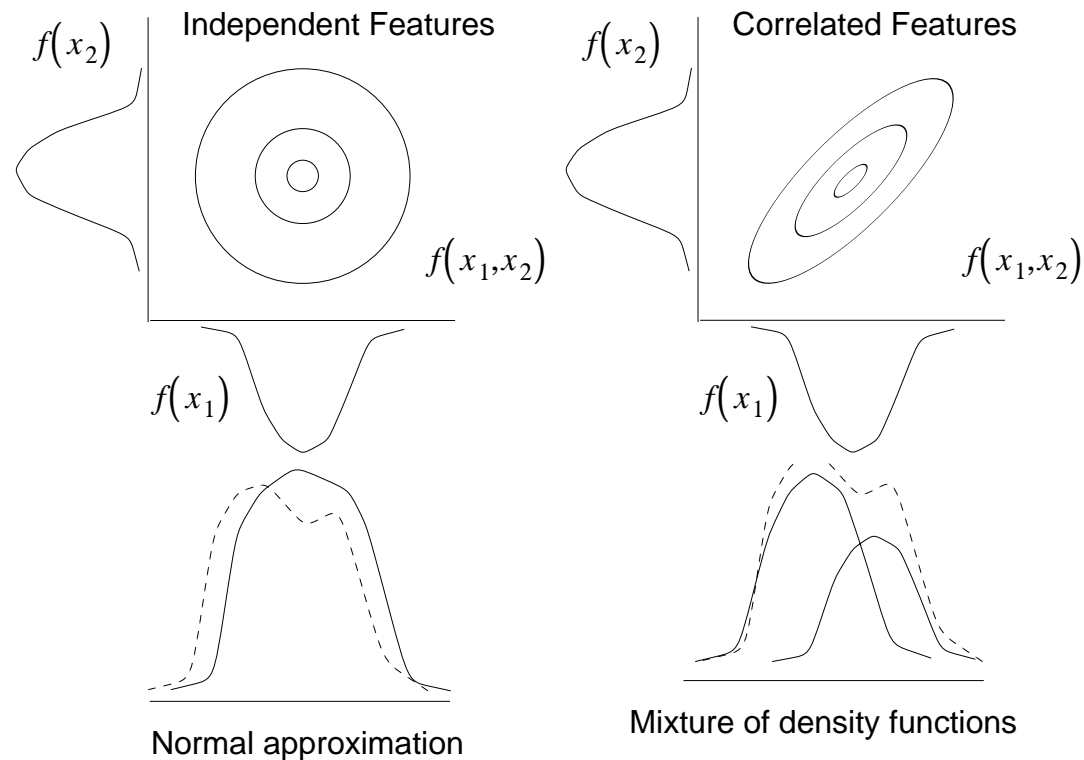 Independent Features
f(x₂)
f(x₁,x₂)
f(x₁)
Correlated Features
f(x₂)
f(x₁,x₂)
f(x₁)
Normal approximation
Mixture of density functions